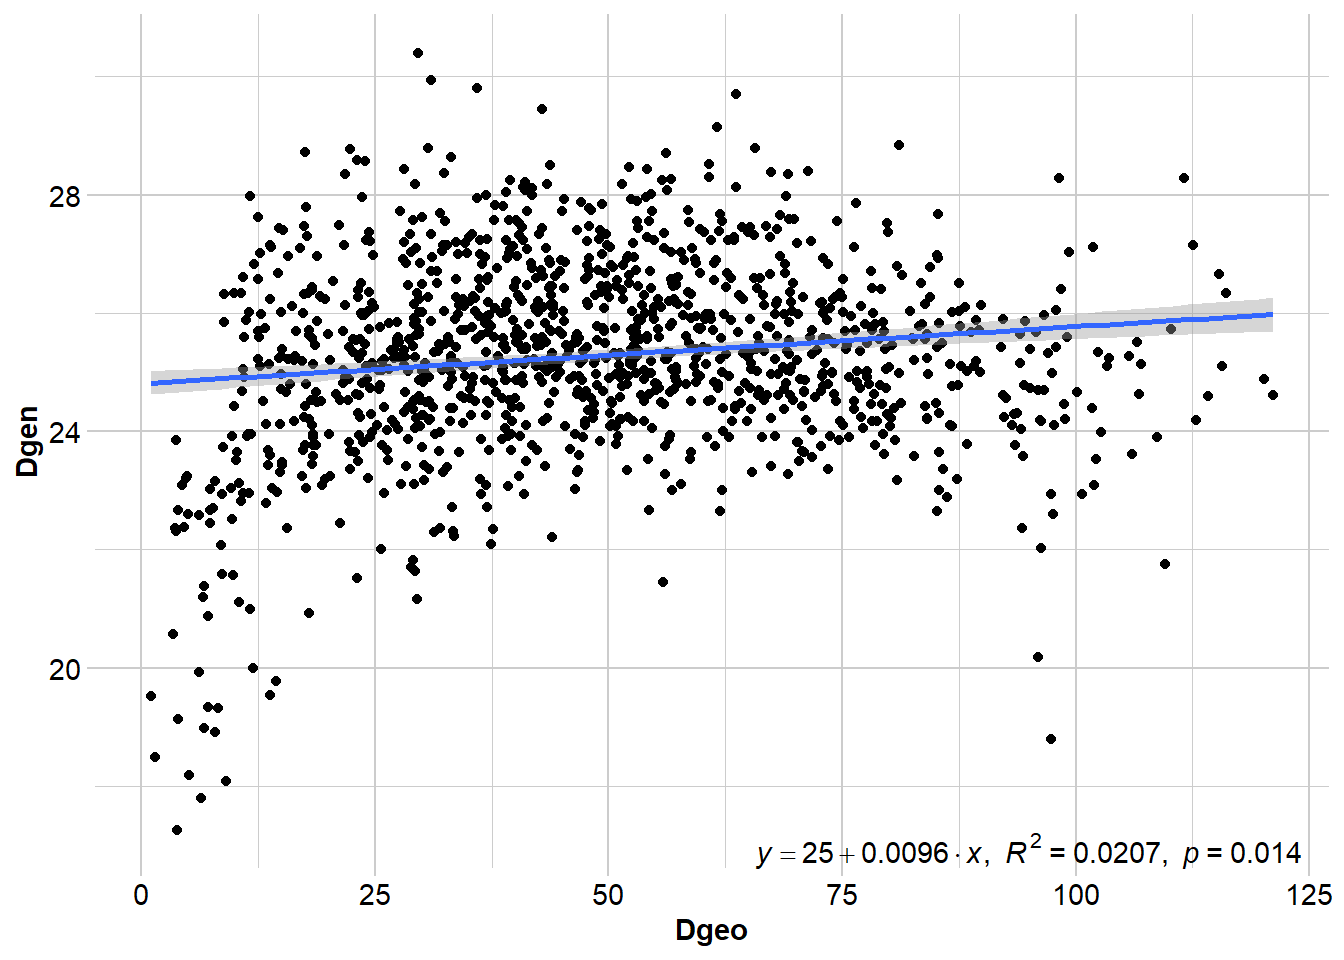 Dgen
28
24
20
y = 25 + 0.0096 · x, R² = 0.0207, p = 0.014
0 25 50 75 100 125
Dgeo